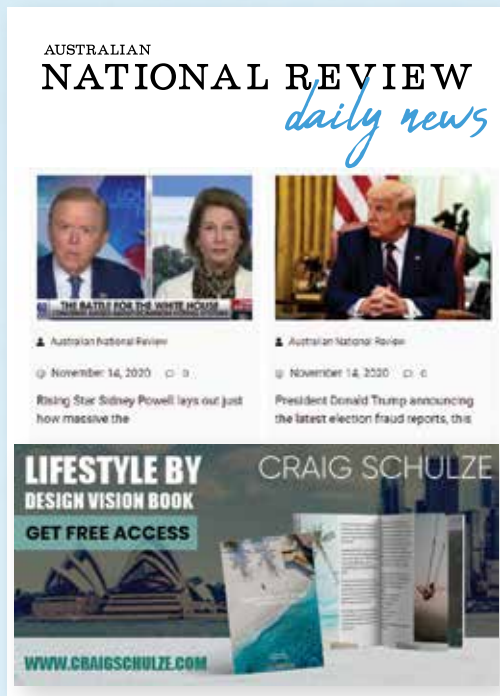 AUSTRALIAN
NATIONAL REVIEW
daily news
THE BATTLE FOR THE WHITE HOUSE
Australian National Review
November 14, 2020
Rising Star Sidney Powell lays out just
how massive the
Australian National Review
November 14, 2020
President Donald Trump announcing
the latest election fraud reports, this
LIFESTYLE BY
DESIGN VISION BOOK
GET FREE ACCESS
CRAIG SCHULZE
WWW.CRAIGSCHULZE.COM